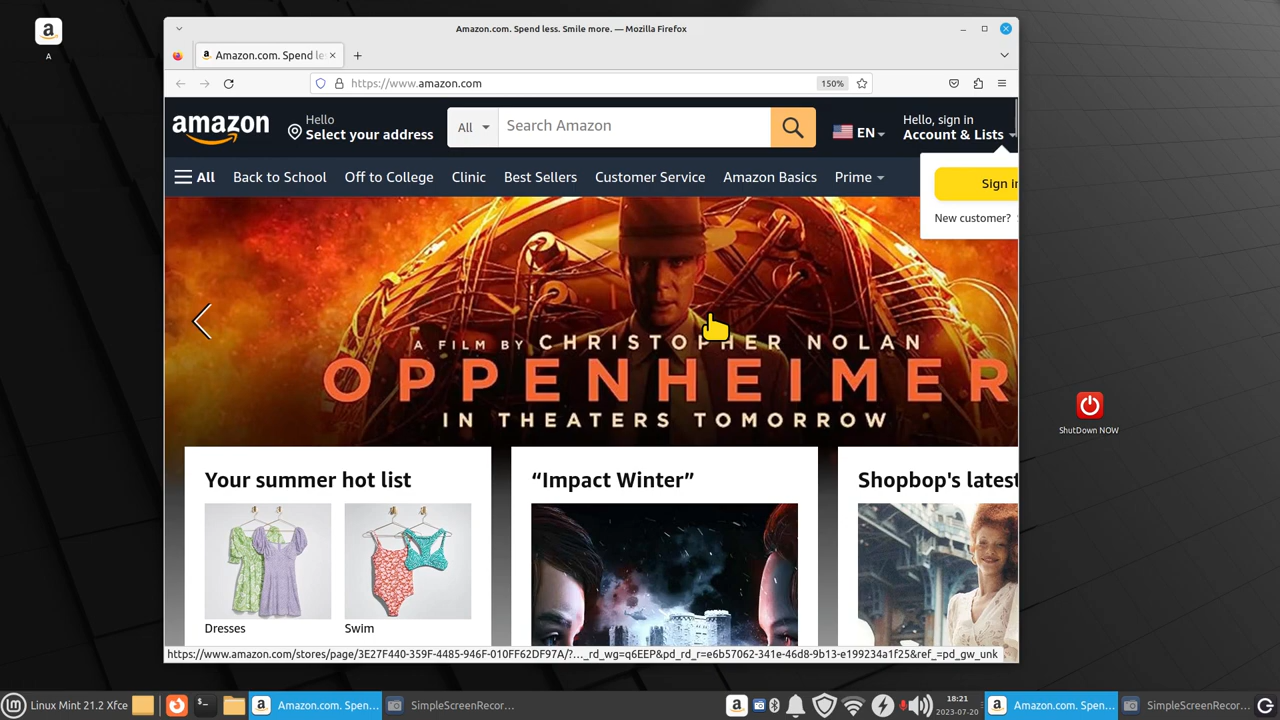 A
Amazon.com. Spend less. Smile more. — Mozilla Firefox
Amazon.com. Spend le
https://www.amazon.com
150%
amazon
Hello
Select your address
All
Search Amazon
EN
Hello, sign in
Account & Lists
All
Back to School
Off to College
Clinic
Best Sellers
Customer Service
Amazon Basics
Prime
Sign in
New customer?
A FILM BY CHRISTOPHER NOLAN
OPPENHEIMER
IN THEATERS TOMORROW
ShutDown NOW
Your summer hot list
“Impact Winter”
Shopbop's latest
Dresses
Swim
https://www.amazon.com/stores/page/3E27F440-359F-4485-946F-010FF62DF97A/?..._rd_wg=q6EEP&pd_rd_r=e6b57062-341e-46d8-9b13-e199234a1f25&ref_=pd_gw_unk
Linux Mint 21.2 Xfce
Amazon.com. Spen...
SimpleScreenRecor...
18:21
2023-07-20
Amazon.com. Spen...
SimpleScreenRecor...